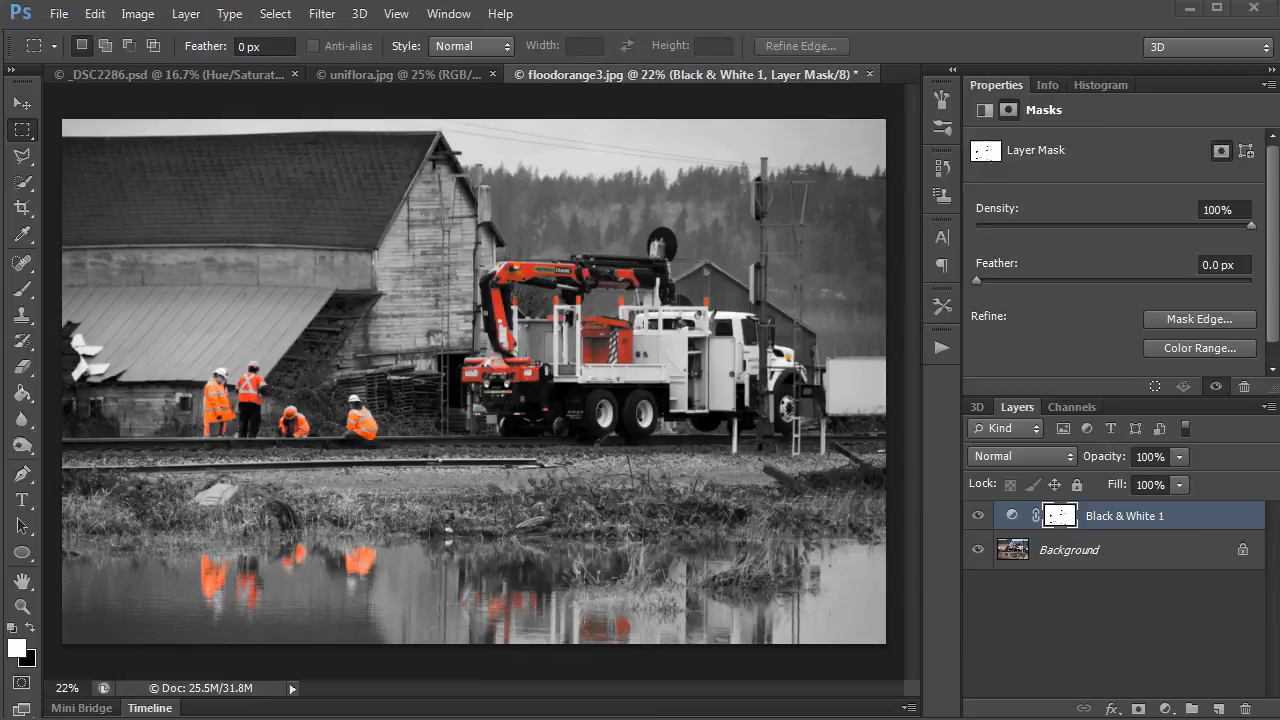 Ps File Edit Image Layer Type Select Filter 3D View Window Help
Feather: 0 px Anti-alias Style: Normal Width: Height: Refine Edge... 3D
© _DSC2286.psd @ 16.7% (Hue/Saturat... × © uniflora.jpg @ 25% (RGB/... × © floodorange3.jpg @ 22% (Black & White 1, Layer Mask/8) * ×
Properties Info Histogram
Masks
Layer Mask
Density: 100%
Feather: 0.0 px
Refine: Mask Edge...
Color Range...
3D Layers Channels
Kind T
Normal Opacity: 100%
Lock: Fill: 100%
Black & White 1
Background
22% © Doc: 25.5M/31.8M
Mini Bridge Timeline
fx